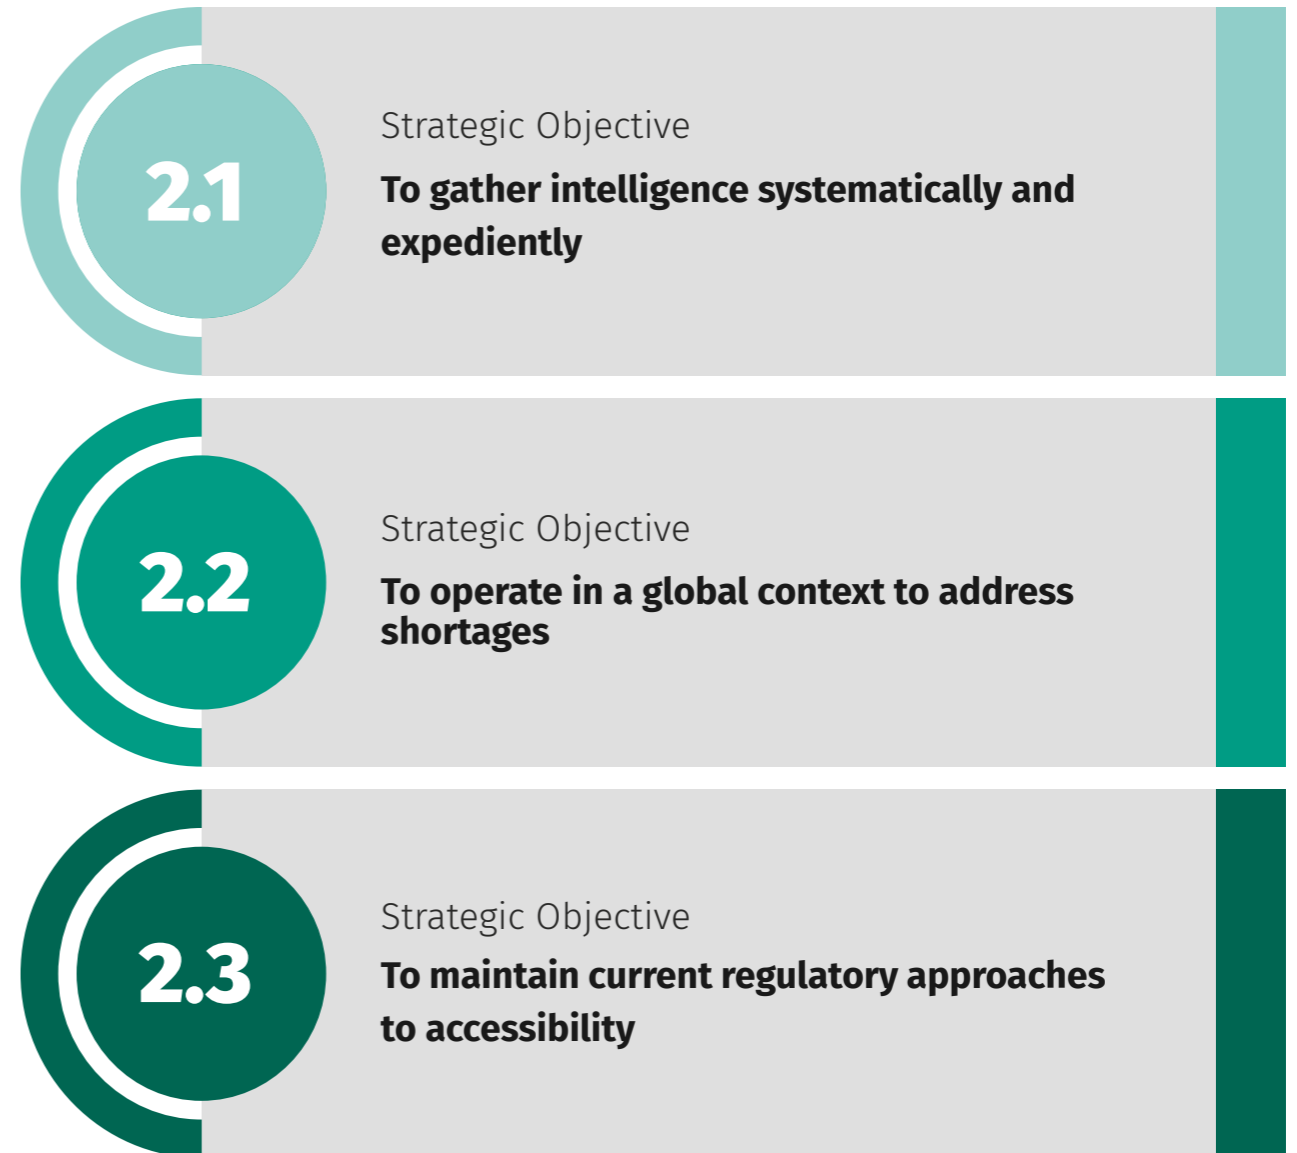 2.1
Strategic Objective
To gather intelligence systematically and
expediently
2.2
Strategic Objective
To operate in a global context to address
shortages
2.3
Strategic Objective
To maintain current regulatory approaches
to accessibility